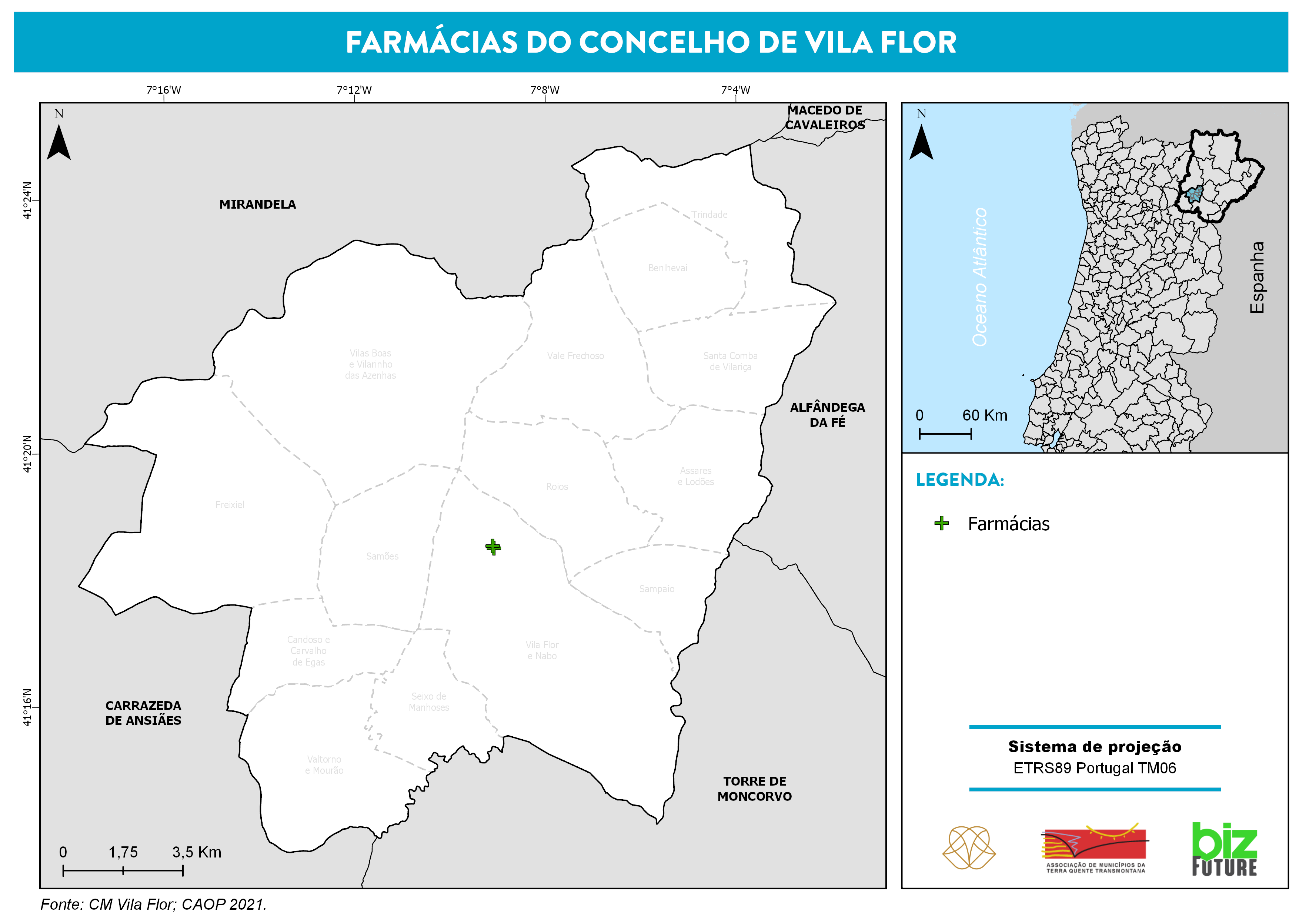 FARMÁCIAS DO CONCELHO DE VILA FLOR
7°16'W
7°12'W
7°8'W
7°4'W
41°24'N
41°20'N
41°16'N
N
MACEDO DE
CAVALEIROS
MIRANDELA
Trindade
Benlhevai
Vilas Boas
e Vilarinho
das Azenhas
Vale Frechoso
Santa Comba
de Vilariça
ALFÂNDEGA
DA FÉ
Assares
e Lodões
Roios
Freixiel
Samões
Sampaio
Candoso e
Carvalho
de Egas
Vila Flor
e Nabo
Seixo de
Manhoses
CARRAZEDA
DE ANSIÃES
Valtorno
e Mourão
TORRE DE
MONCORVO
0 1,75 3,5 Km
Fonte: CM Vila Flor; CAOP 2021.
N
Oceano Atlântico
Espanha
0 60 Km
LEGENDA:
Farmácias
Sistema de projeção
ETRS89 Portugal TM06
ASSOCIAÇÃO DE MUNICÍPIOS DA
TERRA QUENTE TRANSMONTANA
biz
FUTURE